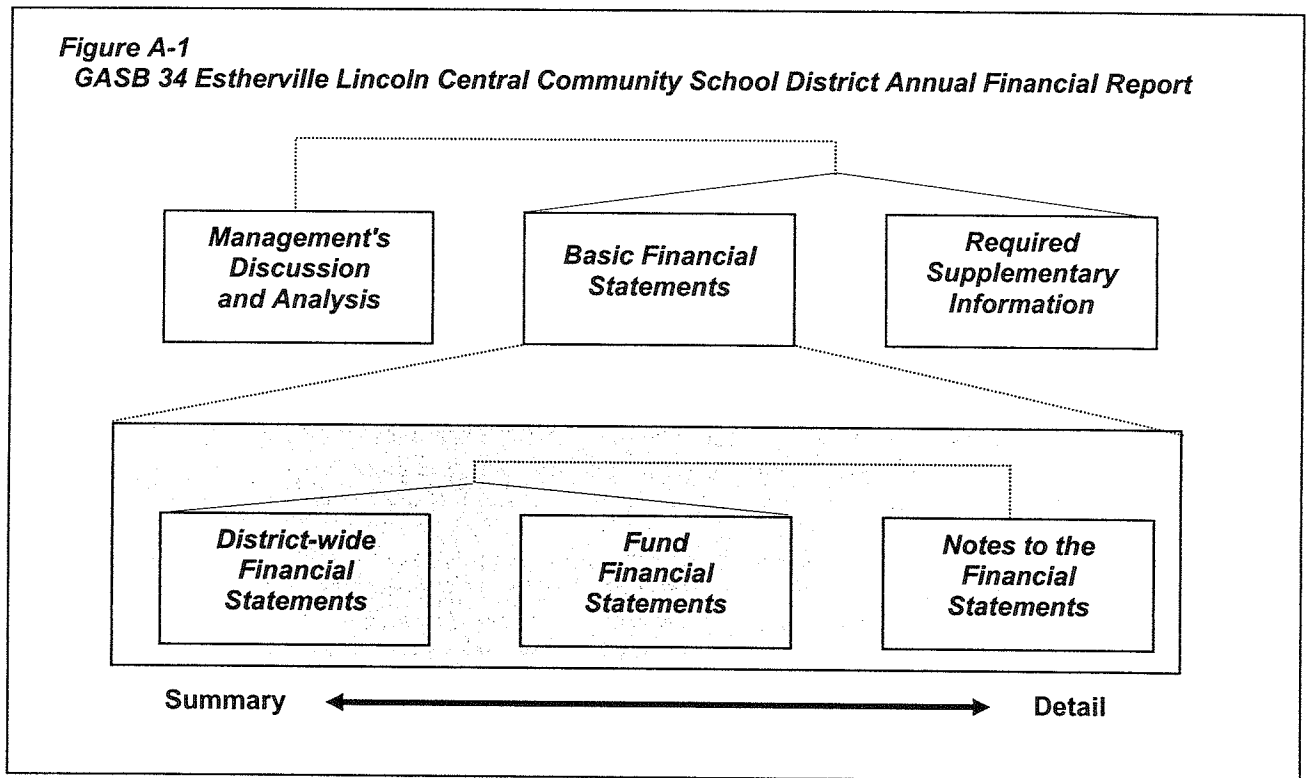 Figure A-1
GASB 34 Estherville Lincoln Central Community School District Annual Financial Report
Management's
Discussion
and Analysis
Basic Financial
Statements
Required
Supplementary
Information
District-wide
Financial
Statements
Fund
Financial
Statements
Notes to the
Financial
Statements
Summary
Detail